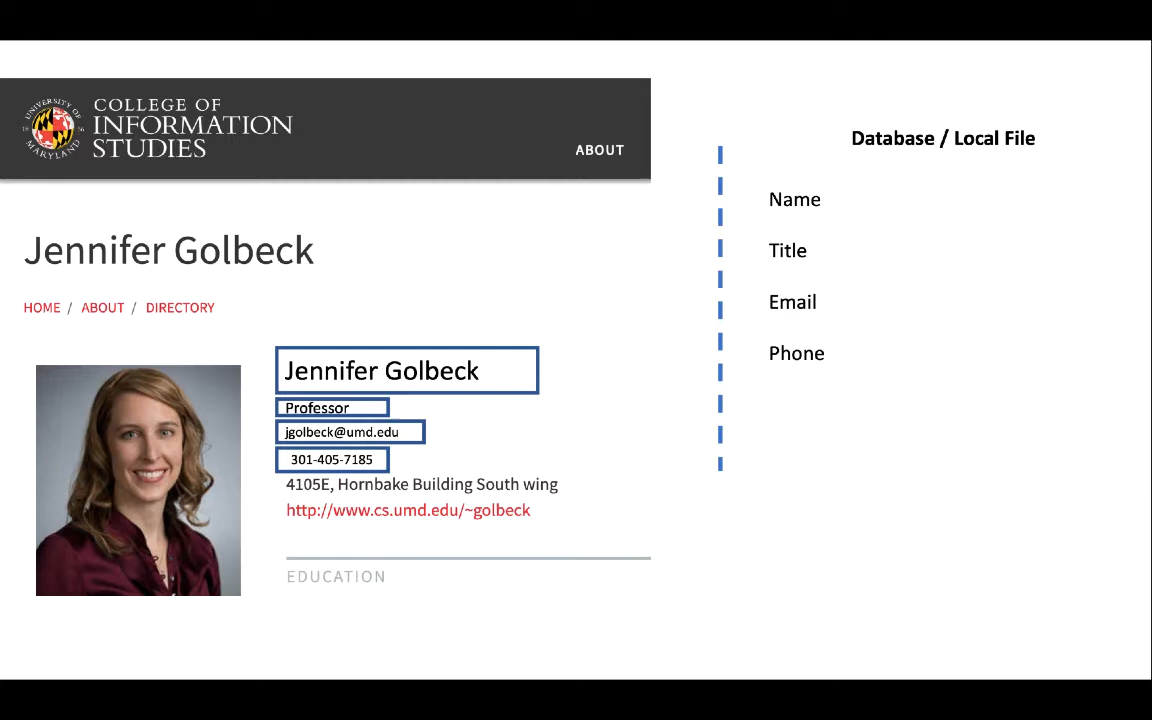 UNIVERSITY OF
18 56
MARYLAND
COLLEGE OF
INFORMATION
STUDIES
ABOUT
Jennifer Golbeck
HOME / ABOUT / DIRECTORY
Jennifer Golbeck
Professor
jgolbeck@umd.edu
301-405-7185
4105E, Hornbake Building South wing
http://www.cs.umd.edu/~golbeck
EDUCATION
Database / Local File
Name
Title
Email
Phone